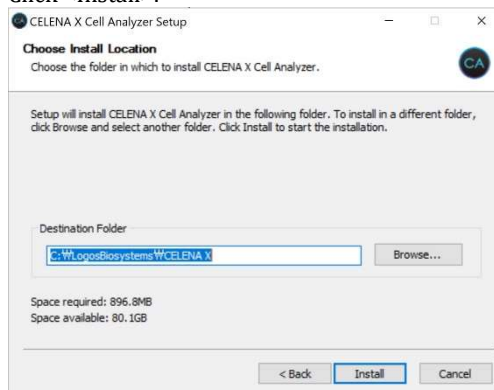 CELENA X Cell Analyzer Setup
Choose Install Location
Choose the folder in which to install CELENA X Cell Analyzer.
CA
Setup will install CELENA X Cell Analyzer in the following folder. To install in a different folder,
click Browse and select another folder. Click Install to start the installation.
Destination Folder
C:₩LogosBiosystems₩CELENA X
Browse...
Space required: 896.8MB
Space available: 80.1GB
< Back
Install
Cancel